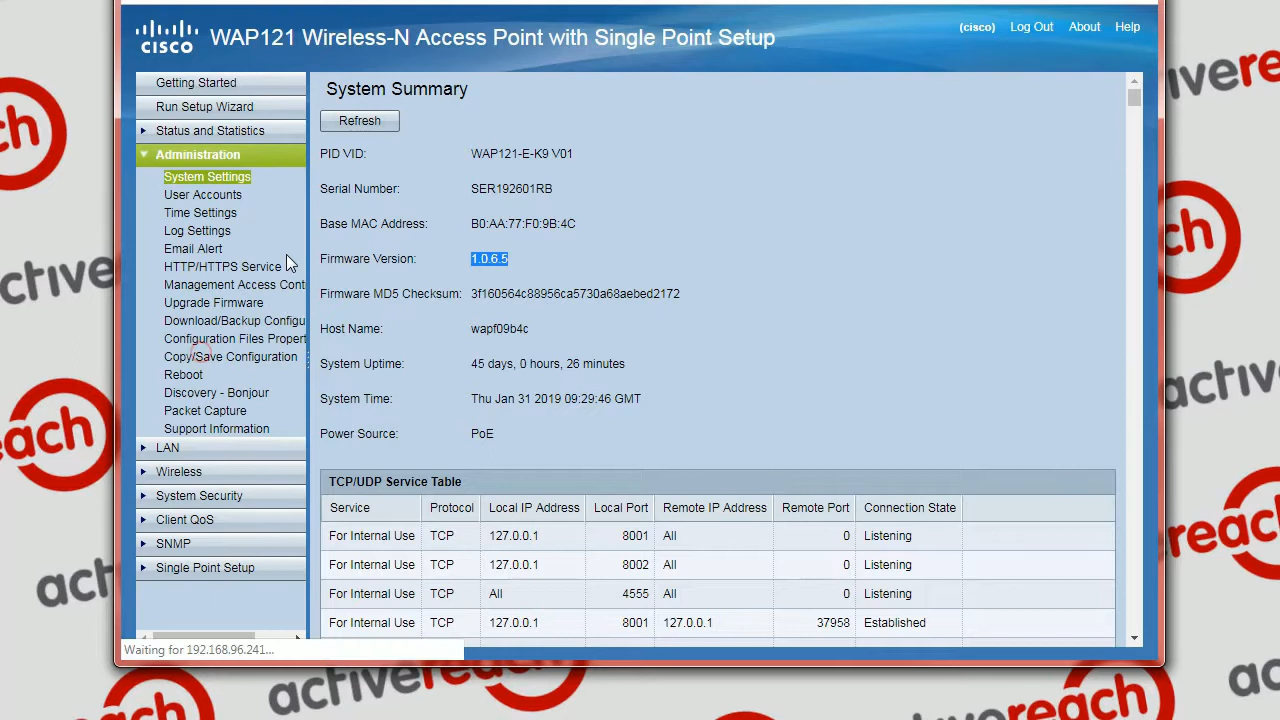 CISCO
WAP121 Wireless-N Access Point with Single Point Setup
(cisco) Log Out About Help
Getting Started
Run Setup Wizard
Status and Statistics
Administration
System Settings
User Accounts
Time Settings
Log Settings
Email Alert
HTTP/HTTPS Service
Management Access Cont
Upgrade Firmware
Download/Backup Configu
Configuration Files Propert
Copy/Save Configuration
Reboot
Discovery - Bonjour
Packet Capture
Support Information
LAN
Wireless
System Security
Client QoS
SNMP
Single Point Setup
System Summary
Refresh
PID VID: WAP121-E-K9 V01
Serial Number: SER192601RB
Base MAC Address: B0:AA:77:F0:9B:4C
Firmware Version: 1.0.6.5
Firmware MD5 Checksum: 3f160564c88956ca5730a68aebed2172
Host Name: wapf09b4c
System Uptime: 45 days, 0 hours, 26 minutes
System Time: Thu Jan 31 2019 09:29:46 GMT
Power Source: PoE
TCP/UDP Service Table
Service Protocol Local IP Address Local Port Remote IP Address Remote Port Connection State
For Internal Use TCP 127.0.0.1 8001 All 0 Listening
For Internal Use TCP 127.0.0.1 8002 All 0 Listening
For Internal Use TCP All 4555 All 0 Listening
For Internal Use TCP 127.0.0.1 8001 127.0.0.1 37958 Established
Waiting for 192.168.96.241...
activereach